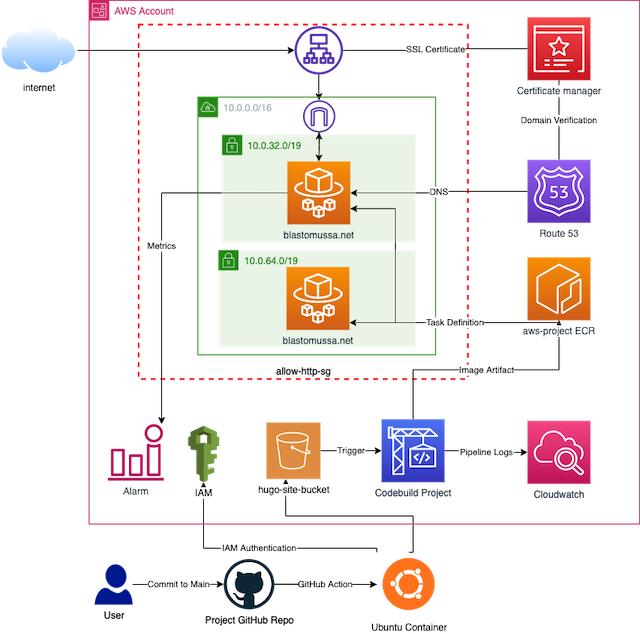 AWS Account
SSL Certificate
internet
Certificate manager
10.0.0.0/16
Domain Verification
10.0.32.0/19
53
DNS
blastomussa.net
Route 53
Metrics
10.0.64.0/19
Task Definition
aws-project ECR
blastomussa.net
allow-http-sg
Image Artifact
Trigger
Pipeline Logs
Alarm
IAM
hugo-site-bucket
Codebuild Project
Cloudwatch
IAM Authentication
Commit to Main
GitHub Action
User
Project GitHub Repo
Ubuntu Container